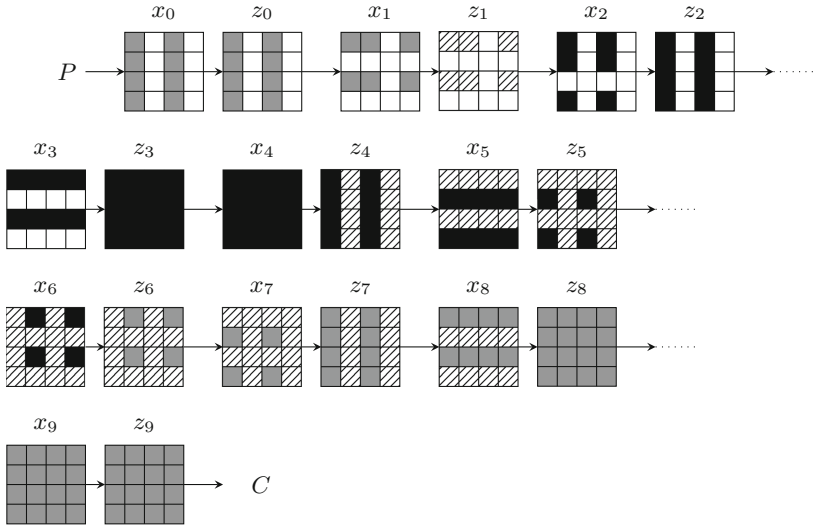 x₀ z₀ x₁ z₁ x₂ z₂
P
x₃ z₃ x₄ z₄ x₅ z₅
x₆ z₆ x₇ z₇ x₈ z₈
x₉ z₉
C